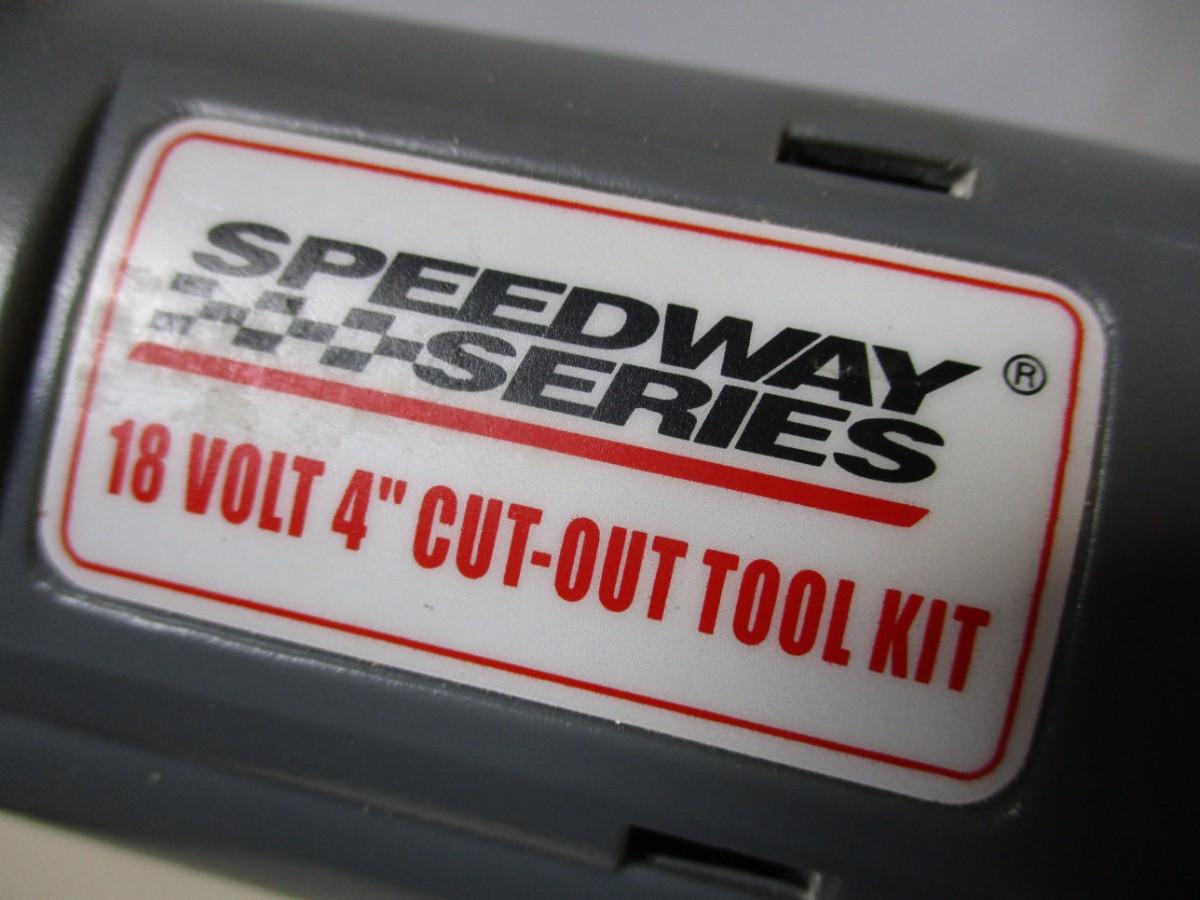 SPEEDWAY
SERIES ®
18 VOLT 4" CUT-OUT TOOL KIT